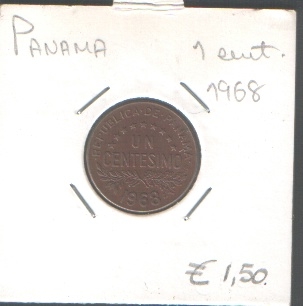 PANAMA
1 cent.
1968
REPUBLICA DE PANAMA
UN
CENTESIMO
1968
€ 1,50.